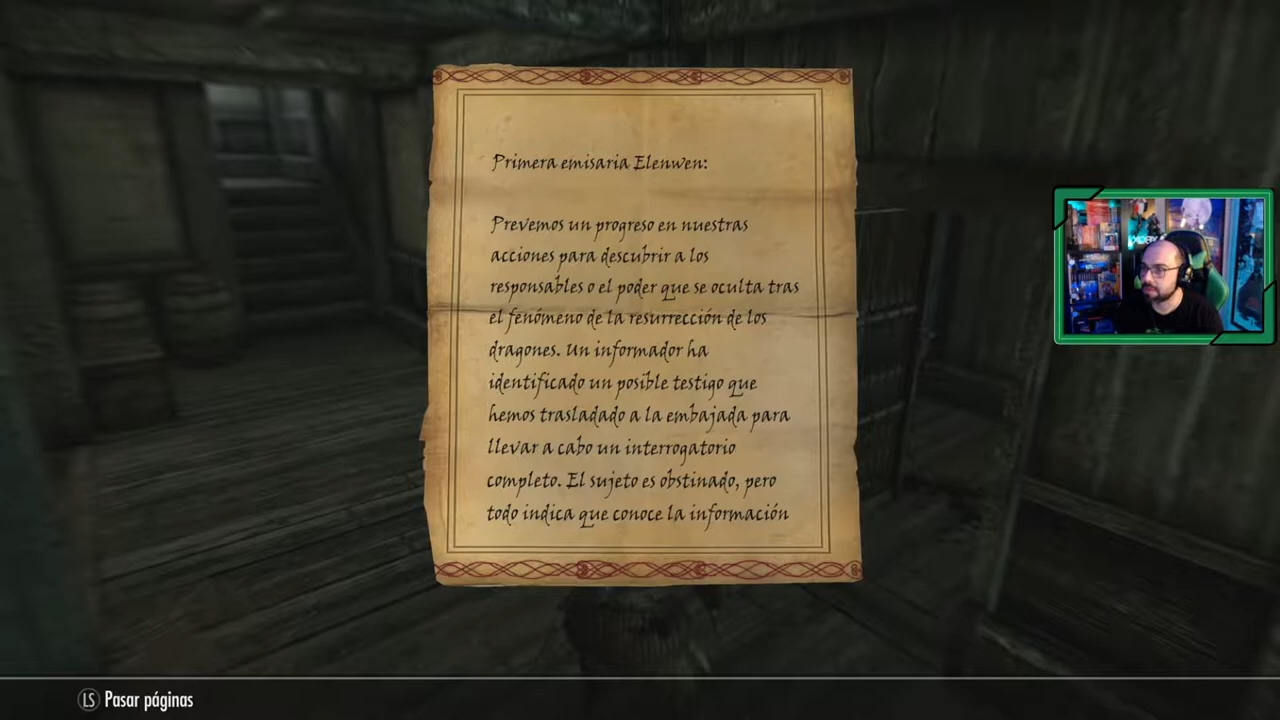 Primera emisaria Elenwen:
Prevemos un progreso en nuestras
acciones para descubrir a los
responsables o el poder que se oculta tras
el fenómeno de la resurrección de los
dragones. Un informador ha
identificado un posible testigo que
hemos trasladado a la embajada para
llevar a cabo un interrogatorio
completo. El sujeto es obstinado, pero
todo indica que conoce la información
LS Pasar páginas